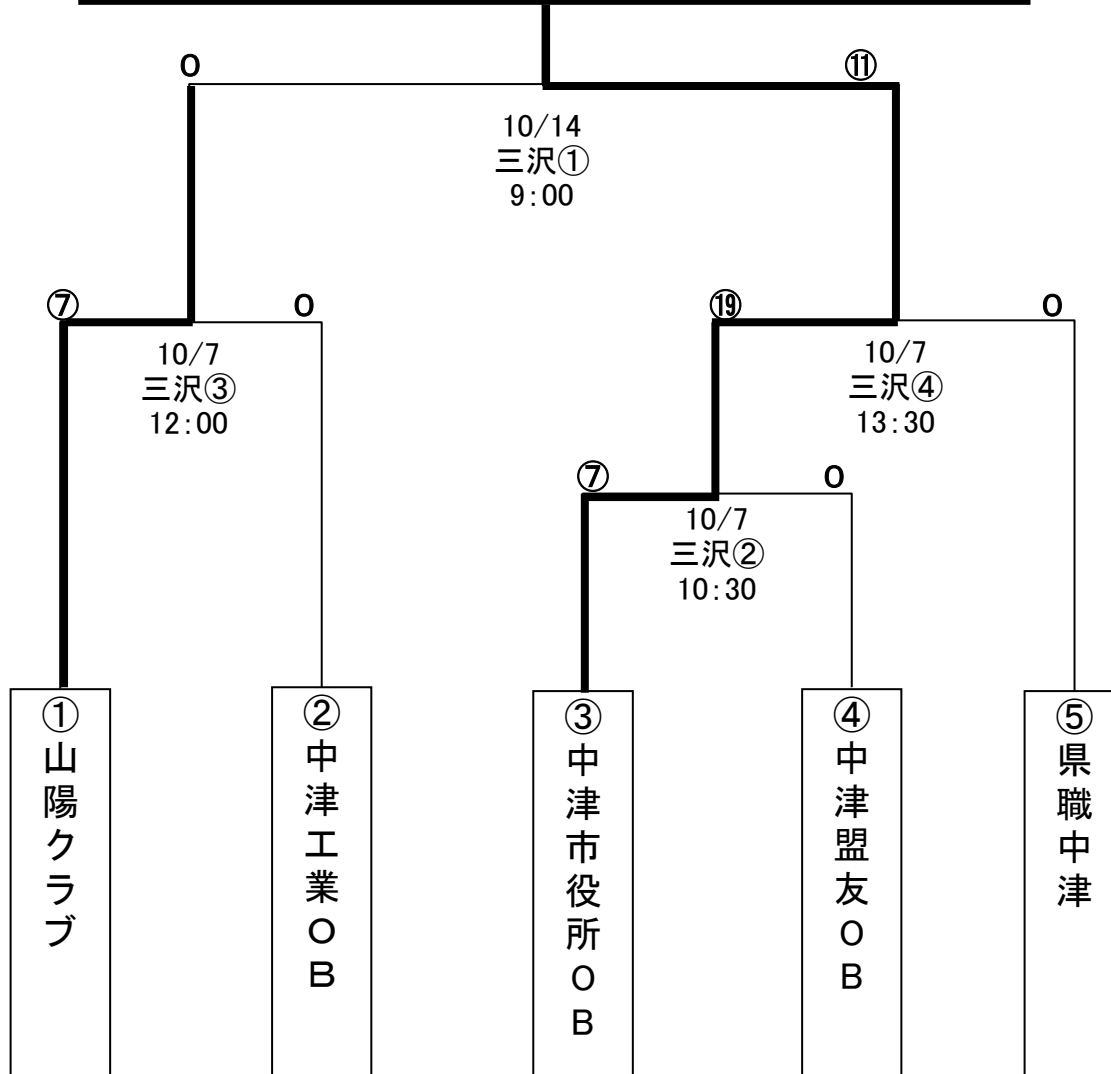 0
⑪
10/14
三沢①
9:00
⑦
0
⑲
0
10/7
三沢③
12:00
10/7
三沢④
13:30
⑦
0
10/7
三沢②
10:30
①山陽クラブ
②中津工業OB
③中津市役所OB
④中津盟友OB
⑤県職中津